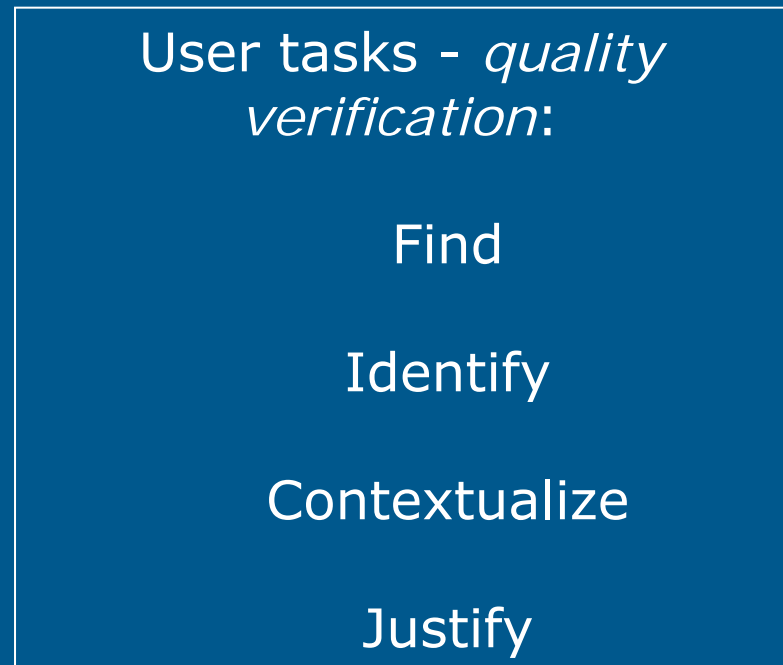 User tasks - quality
verification:
Find
Identify
Contextualize
Justify